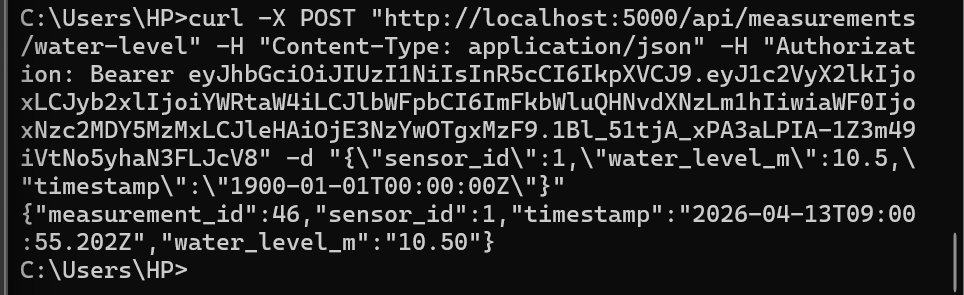 C:\Users\HP>curl -X POST "http://localhost:5000/api/measurements
/water-level" -H "Content-Type: application/json" -H "Authorizat
ion: Bearer eyJhbGciOiJIUzI1NiIsInR5cCI6IkpXVCJ9.eyJ1c2VyX2lkIjo
xLCJyb2xlIjoiYWRtaW4iLCJlbWFpbCI6ImFkbWluQHNvdXNzLm1hIiwiaWF0Ijo
xNzc2MDY5MzMxLCJleHAiOjE3NzYwOTgxMzF9.1Bl_51tjA_xPA3aLPIA-1Z3m49
iVtNo5yhaN3FLJcV8" -d "{\"sensor_id\":1,\"water_level_m\":10.5,\
"timestamp\":\"1900-01-01T00:00:00Z\"}"
{"measurement_id":46,"sensor_id":1,"timestamp":"2026-04-13T09:00
:55.202Z","water_level_m":"10.50"}
C:\Users\HP>